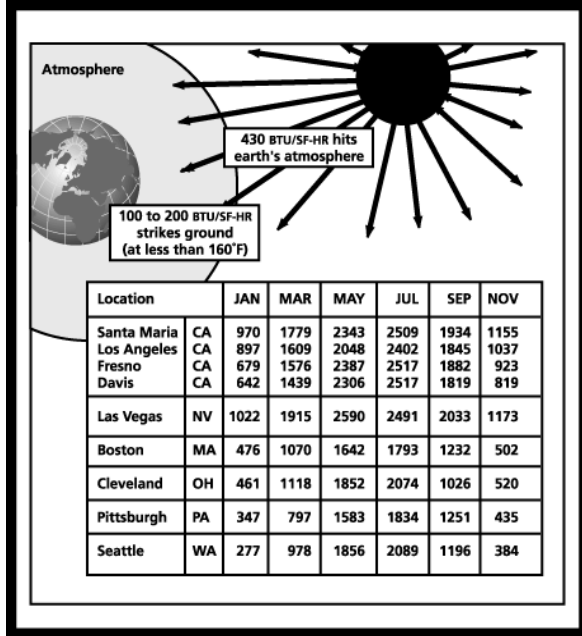 Atmosphere
430 BTU/SF-HR hits
earth's atmosphere
100 to 200 BTU/SF-HR
strikes ground
(at less than 160°F)
Location JAN MAR MAY JUL SEP NOV
Santa Maria CA 970 1779 2343 2509 1934 1155
Los Angeles CA 897 1609 2048 2402 1845 1037
Fresno CA 679 1576 2387 2517 1882 923
Davis CA 642 1439 2306 2517 1819 819
Las Vegas NV 1022 1915 2590 2491 2033 1173
Boston MA 476 1070 1642 1793 1232 502
Cleveland OH 461 1118 1852 2074 1026 520
Pittsburgh PA 347 797 1583 1834 1251 435
Seattle WA 277 978 1856 2089 1196 384